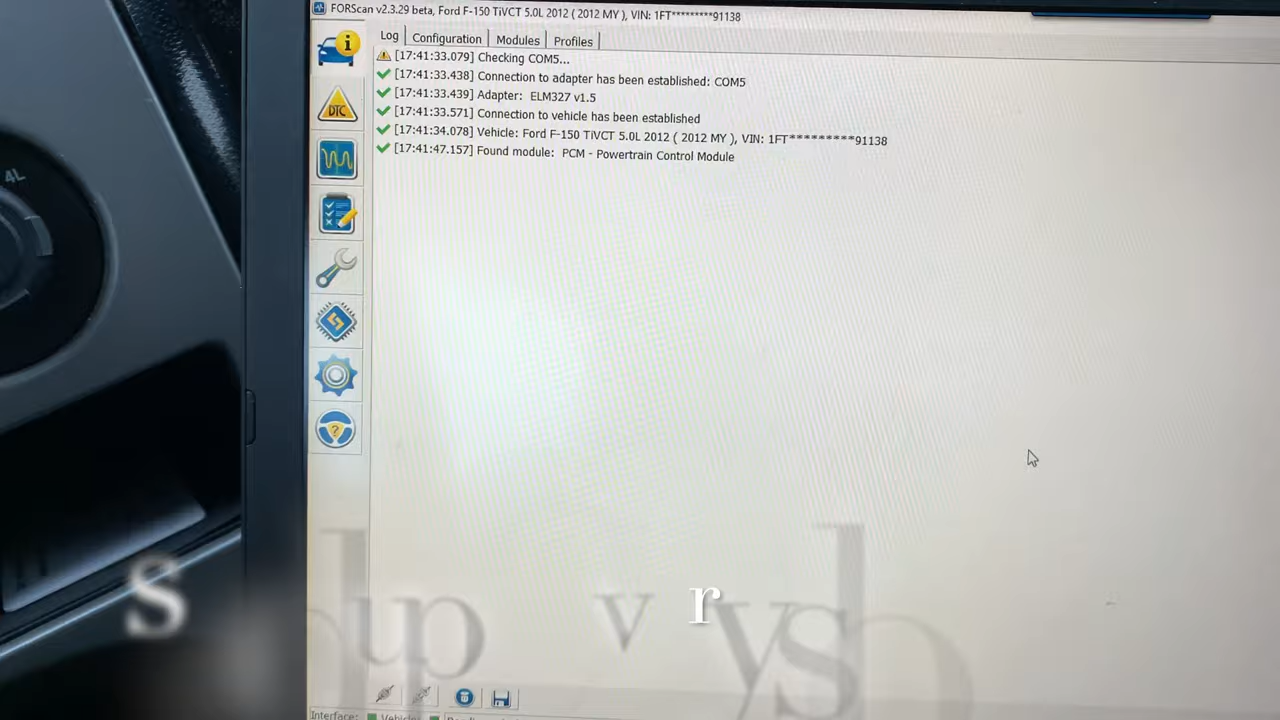 FORScan v2.3.29 beta, Ford F-150 TiVCT 5.0L 2012 ( 2012 MY ), VIN: 1FT*********91138
Log Configuration Modules Profiles
[17:41:33.079] Checking COM5...
[17:41:33.438] Connection to adapter has been established: COM5
[17:41:33.439] Adapter: ELM327 v1.5
[17:41:33.571] Connection to vehicle has been established
[17:41:34.078] Vehicle: Ford F-150 TiVCT 5.0L 2012 ( 2012 MY ), VIN: 1FT*********91138
[17:41:47.157] Found module: PCM - Powertrain Control Module
DTC
4L
s up v r ys
Interface: Vehicle